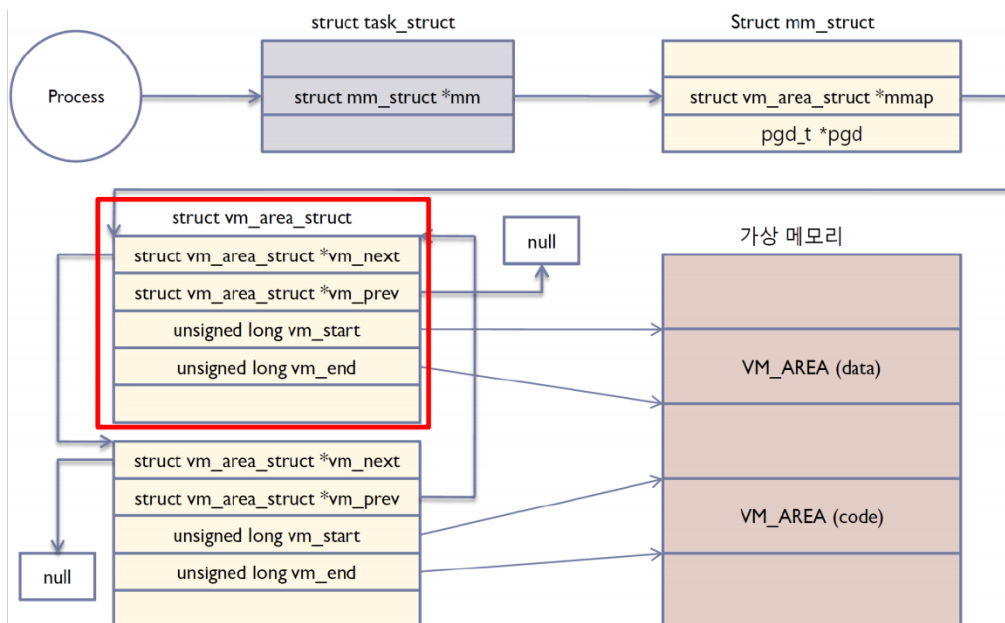 struct task_struct
Struct mm_struct
Process
struct mm_struct *mm
struct vm_area_struct *mmap
pgd_t *pgd
struct vm_area_struct
struct vm_area_struct *vm_next
struct vm_area_struct *vm_prev
unsigned long vm_start
unsigned long vm_end
null
가상 메모리
VM_AREA (data)
VM_AREA (code)
struct vm_area_struct *vm_next
struct vm_area_struct *vm_prev
unsigned long vm_start
unsigned long vm_end
null